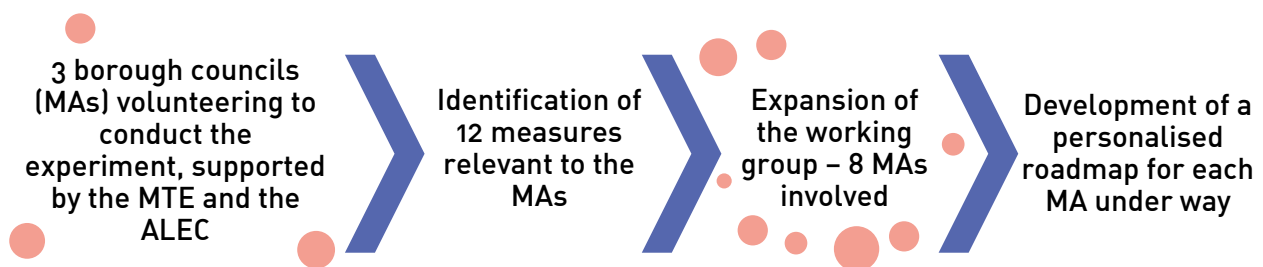 3 borough councils
(MAs) volunteering to
conduct the
experiment, supported
by the MTE and the
ALEC
Identification of
12 measures
relevant to the
MAs
Expansion of
the working
group – 8 MAs
involved
Development of a
personalised
roadmap for each
MA under way